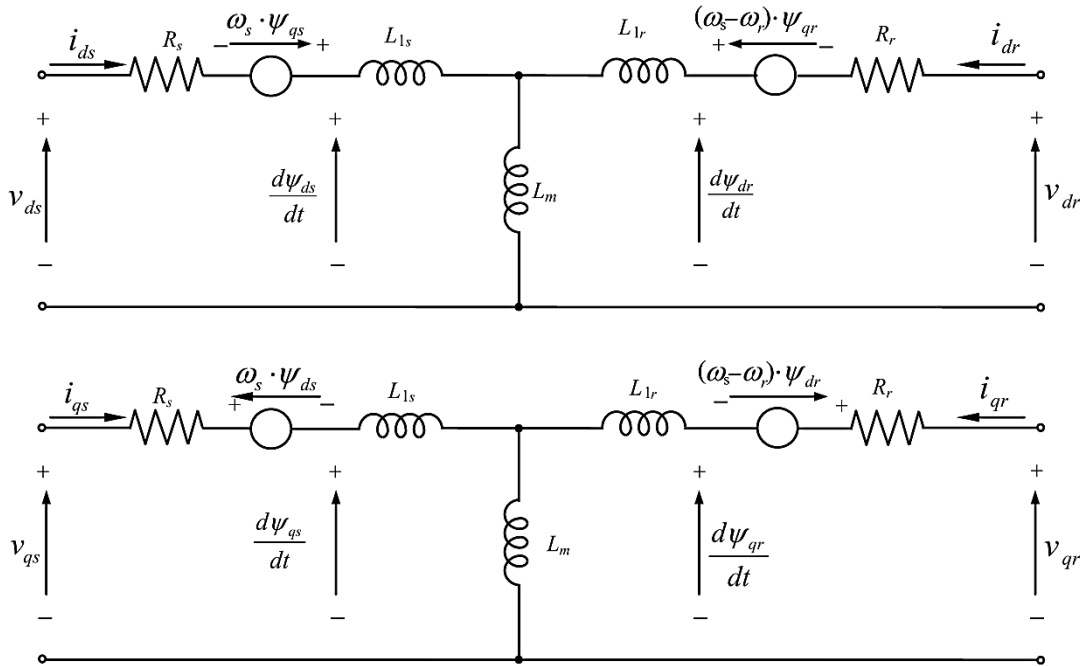 i_ds R_s − ω_s · ψ_qs + L_1s L_1r + (ω_s−ω_r) · ψ_qr − R_r i_dr
+ + + +
v_ds dψ_ds/dt L_m dψ_dr/dt v_dr
− − − −
i_qs R_s + ω_s · ψ_ds − L_1s L_1r − (ω_s−ω_r) · ψ_dr + R_r i_qr
+ + + +
v_qs dψ_qs/dt L_m dψ_qr/dt v_qr
− − − −